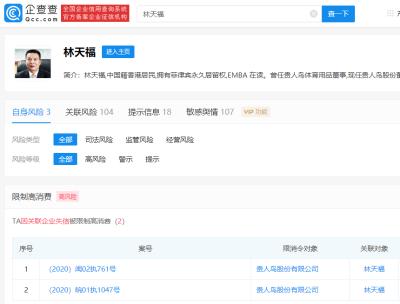 企查查
Qcc.com
全国企业信用查询系统
官方备案企业征信机构
林天福
查一下
林天福 进入主页
简介：林天福,中国籍香港居民,拥有菲律宾永久居留权,EMBA 在读。曾任贵人鸟体育用品董事,现任贵人鸟股份董
自身风险 3 关联风险 104 提示信息 18 敏感舆情 107 VIP 功能
风险类型 全部 司法风险 监管风险 经营风险
风险等级 全部 高风险 警示 提示
限制高消费 高风险
TA因关联企业失信被限制高消费（2）
序号 案号 限消令对象 关联对象
1 （2020）闽02执761号 贵人鸟股份有限公司 林天福
2 （2020）皖01执1047号 贵人鸟股份有限公司 林天福